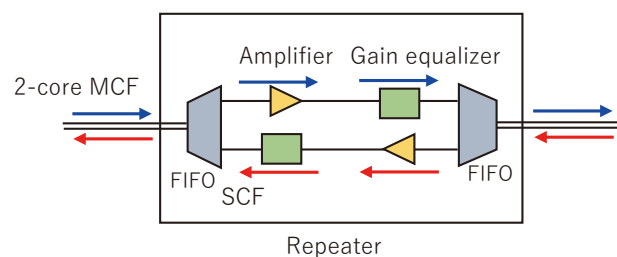 Amplifier
Gain equalizer
2-core MCF
FIFO
SCF
FIFO
Repeater